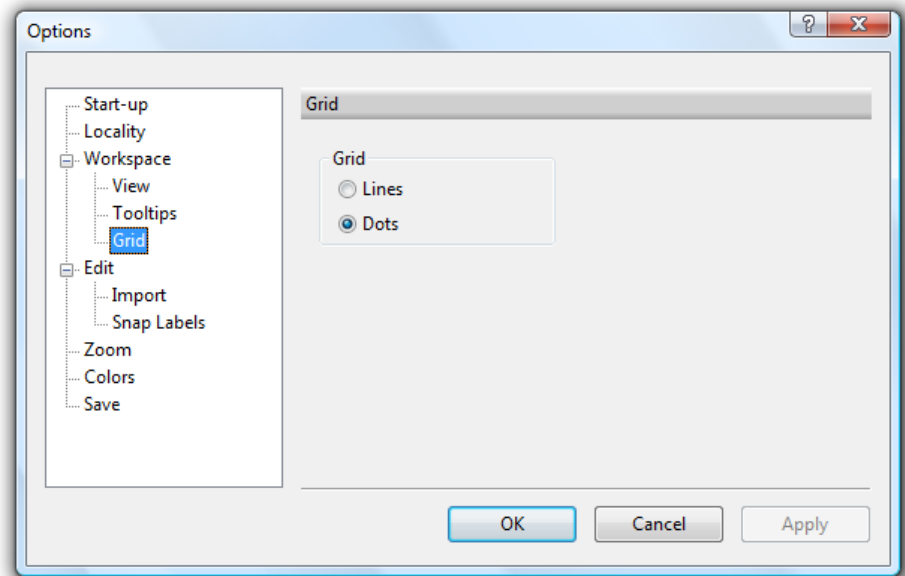 Options
Start-up
Locality
Workspace
View
Tooltips
Grid
Edit
Import
Snap Labels
Zoom
Colors
Save
Grid
Grid
Lines
Dots
OK
Cancel
Apply